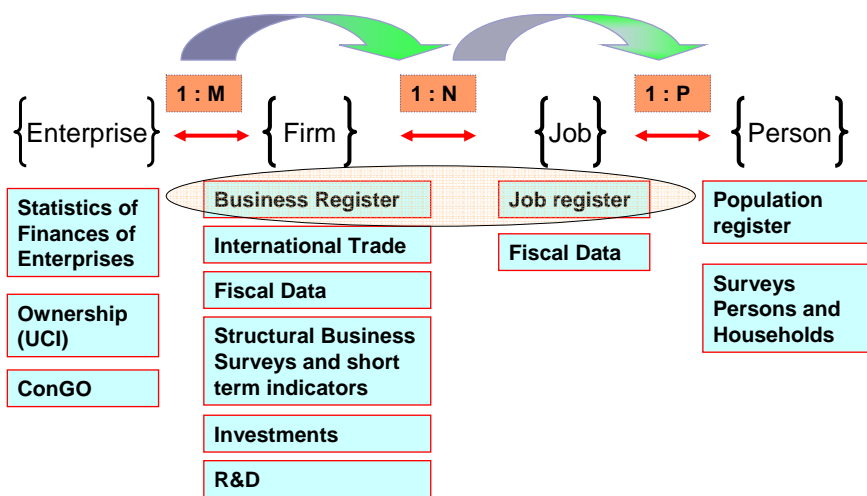 1 : M
1 : N
1 : P
{Enterprise}
{Firm}
{Job}
{Person}
Statistics of
Finances of
Enterprises
Ownership
(UCI)
ConGO
Business Register
International Trade
Fiscal Data
Structural Business
Surveys and short
term indicators
Investments
R&D
Job register
Fiscal Data
Population
register
Surveys
Persons and
Households